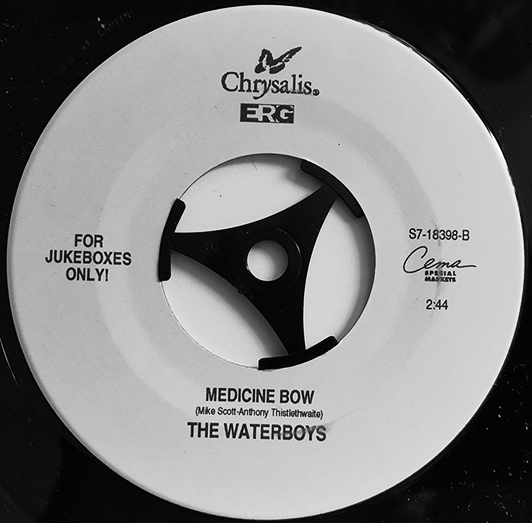 Chrysalis®
ERG
FOR
JUKEBOXES
ONLY!
S7-18398-B
Cema
SPECIAL
MARKETS
2:44
MEDICINE BOW
(Mike Scott-Anthony Thistlethwaite)
THE WATERBOYS